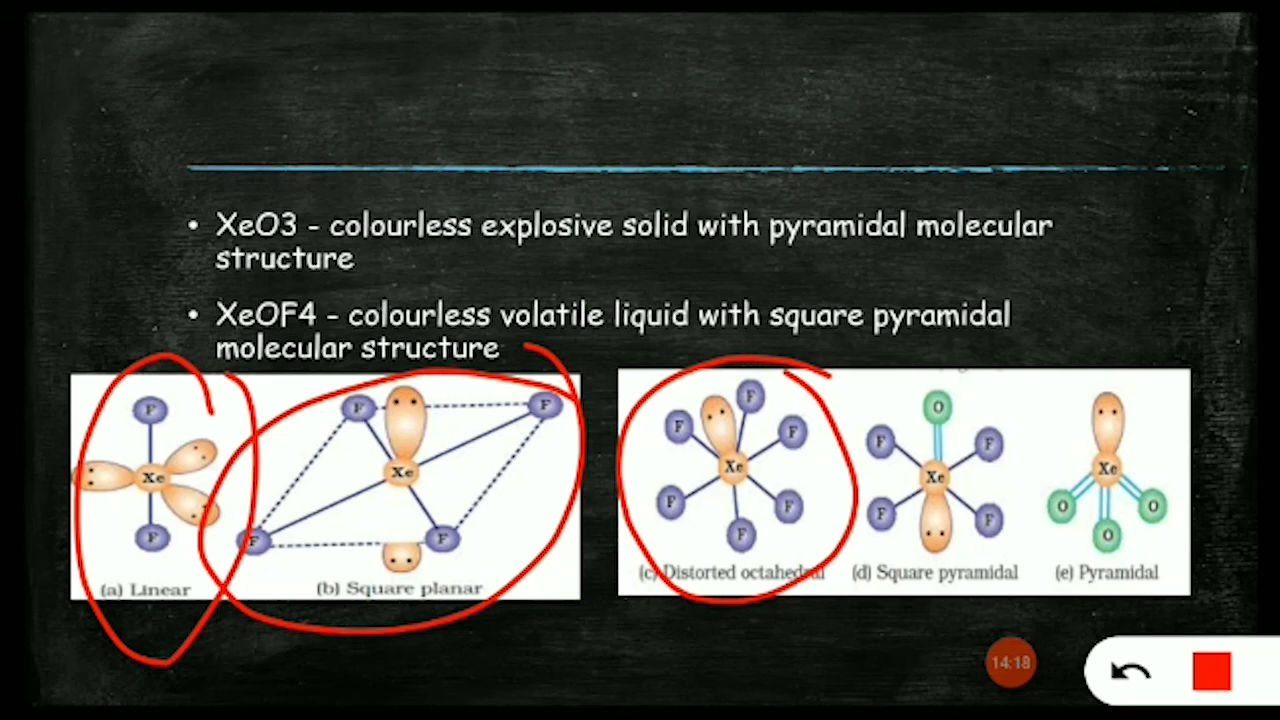 • XeO3 - colourless explosive solid with pyramidal molecular
structure
• XeOF4 - colourless volatile liquid with square pyramidal
molecular structure
F
Xe
F
(a) Linear
F
F
Xe
F
F
(b) Square planar
F
F
F
Xe
F
F
F
(c) Distorted octahedral
O
F
F
Xe
F
F
(d) Square pyramidal
Xe
O
O
O
(e) Pyramidal
14:18